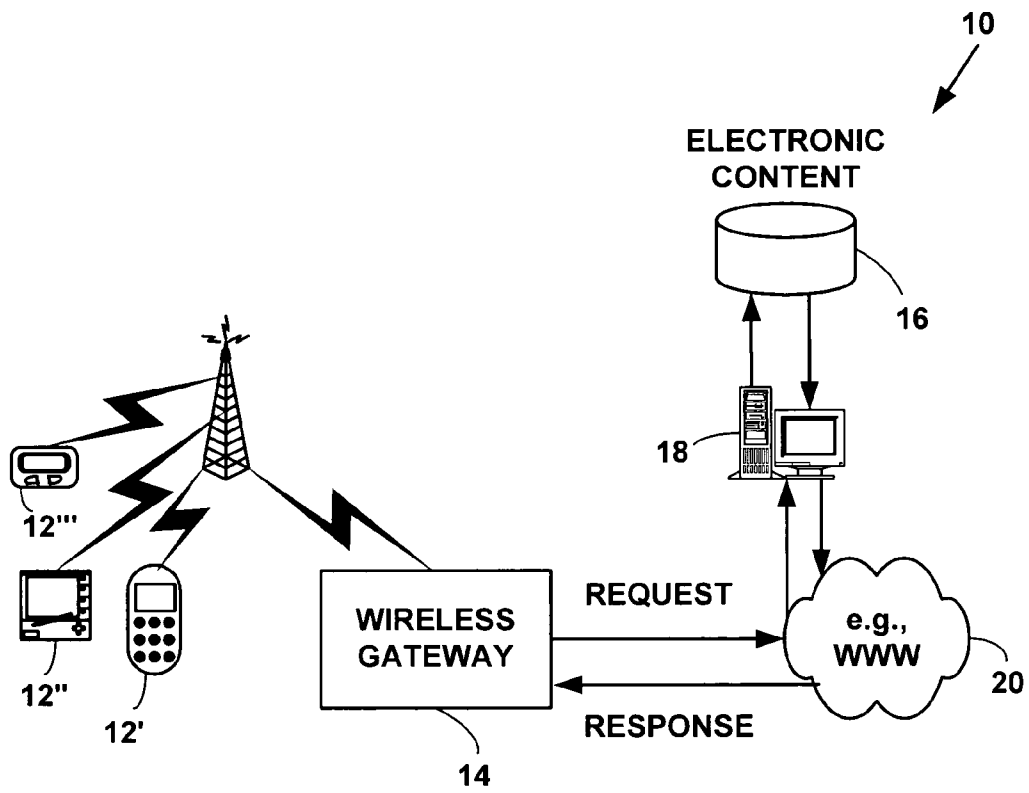 10
ELECTRONIC
CONTENT
16
18
12'''
12"
12'
WIRELESS
GATEWAY
14
REQUEST
RESPONSE
e.g.,
WWW
20